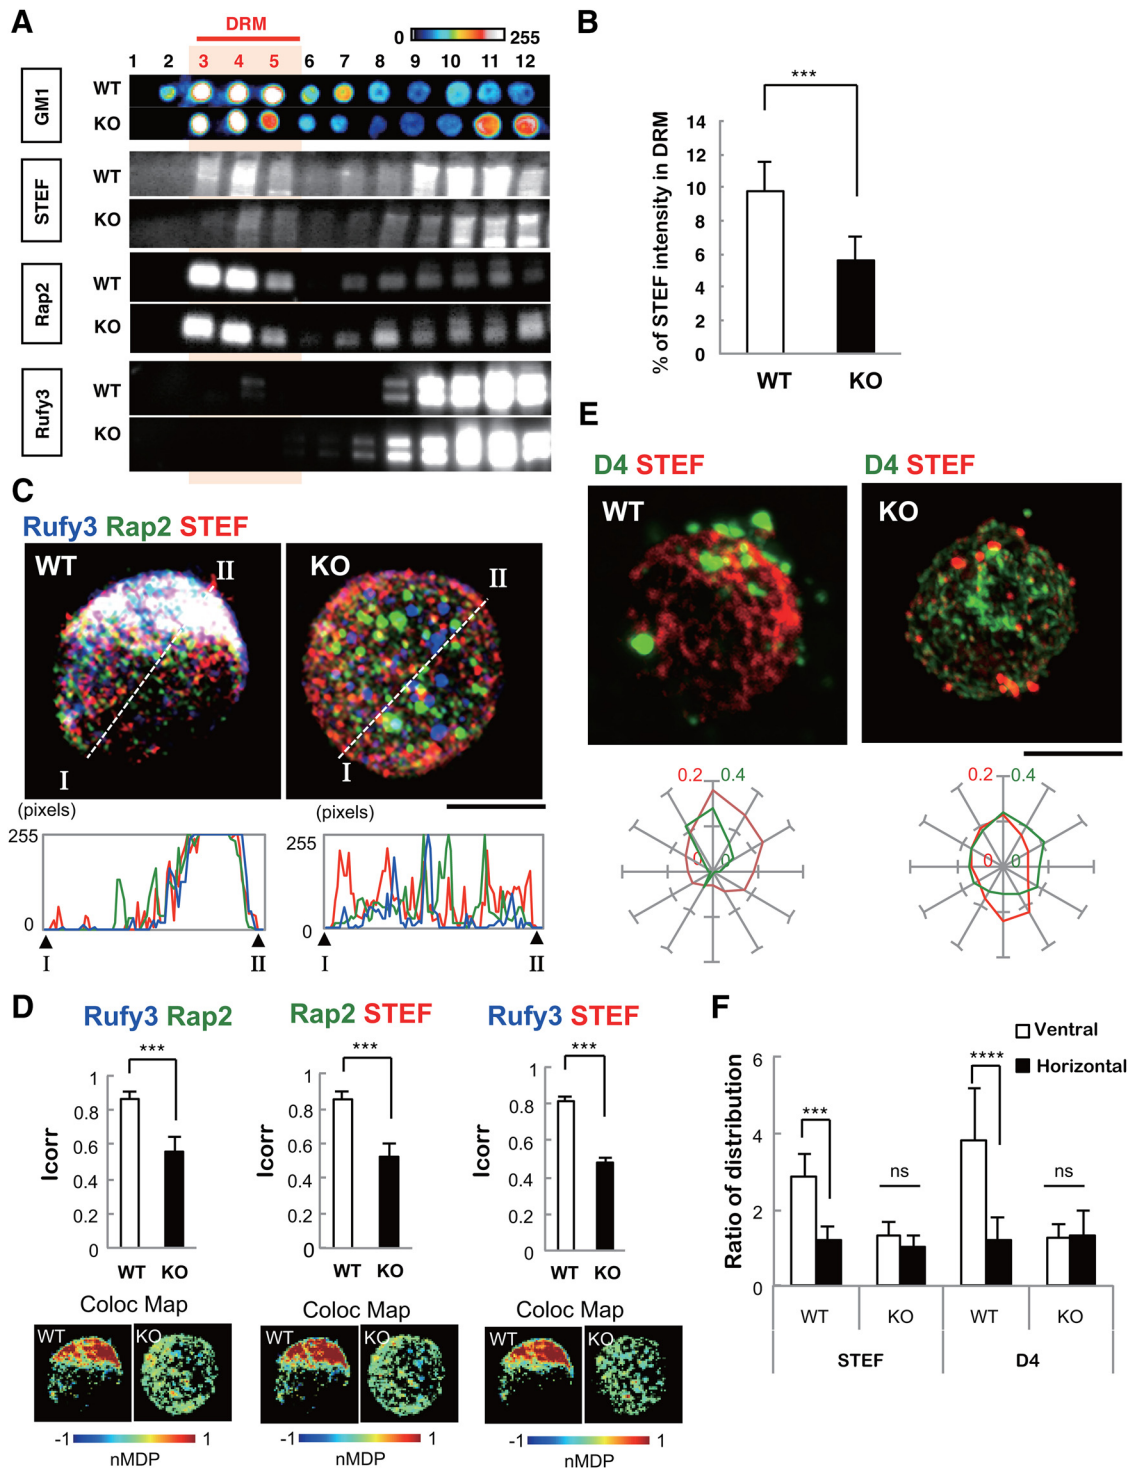 A
DRM
0 255
1 2 3 4 5 6 7 8 9 10 11 12
GM1
WT
KO
STEF
WT
KO
Rap2
WT
KO
Rufy3
WT
KO
B
***
% of STEF intensity in DRM
14
12
10
8
6
4
2
0
WT KO
C
Rufy3 Rap2 STEF
WT
II
I
KO
II
I
(pixels)
255
0
I II
(pixels)
255
0
I II
D
Rufy3 Rap2
***
Icorr
1
0.8
0.6
0.4
0.2
0
WT KO
Coloc Map
WT KO
-1 1
nMDP
Rap2 STEF
***
Icorr
1
0.8
0.6
0.4
0.2
0
WT KO
Coloc Map
WT KO
-1 1
nMDP
Rufy3 STEF
***
Icorr
1
0.8
0.6
0.4
0.2
0
WT KO
Coloc Map
WT KO
-1 1
nMDP
E
D4 STEF
WT
D4 STEF
KO
0.2 0.4
0 0
0.2 0.4
0 0
F
Ventral
Horizontal
Ratio of distribution
6
4
2
0
***
ns
****
ns
WT KO WT KO
STEF D4